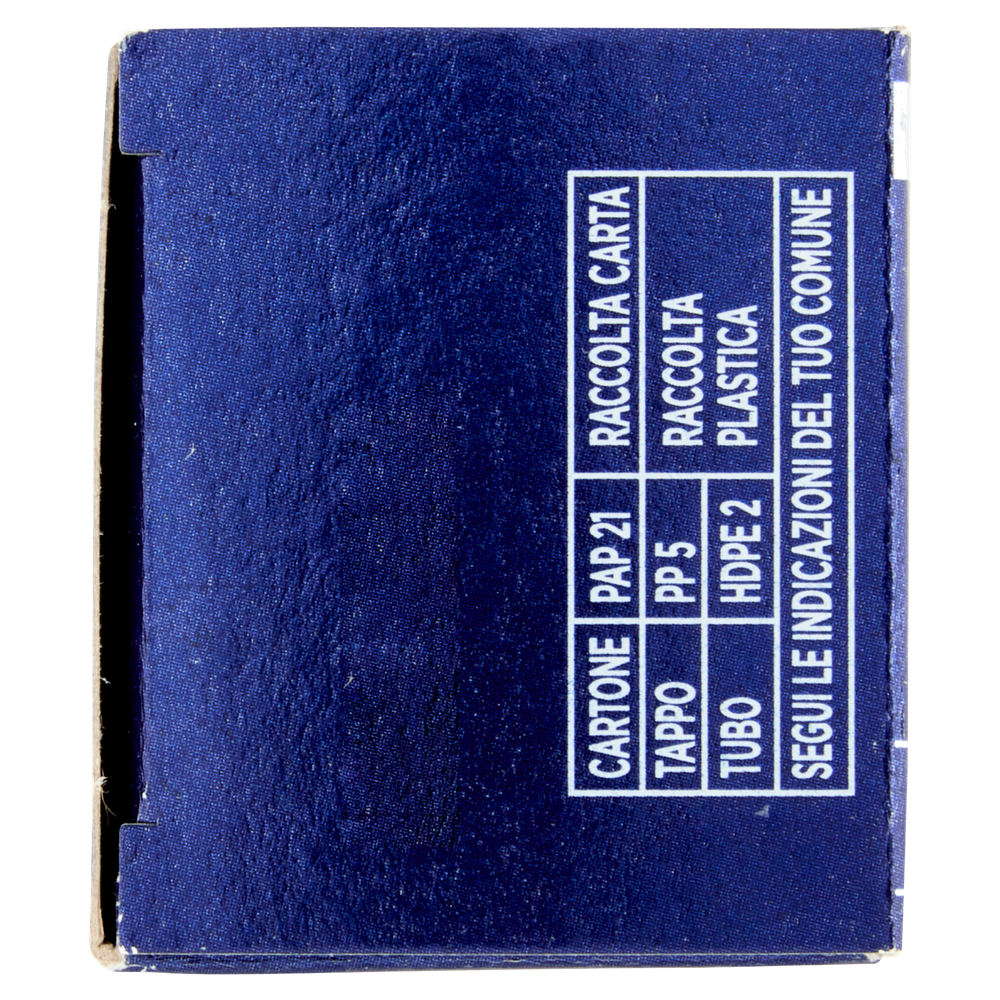 CARTONE PAP 21 RACCOLTA CARTA
TAPPO PP 5 RACCOLTA
TUBO HDPE 2 PLASTICA
SEGUI LE INDICAZIONI DEL TUO COMUNE